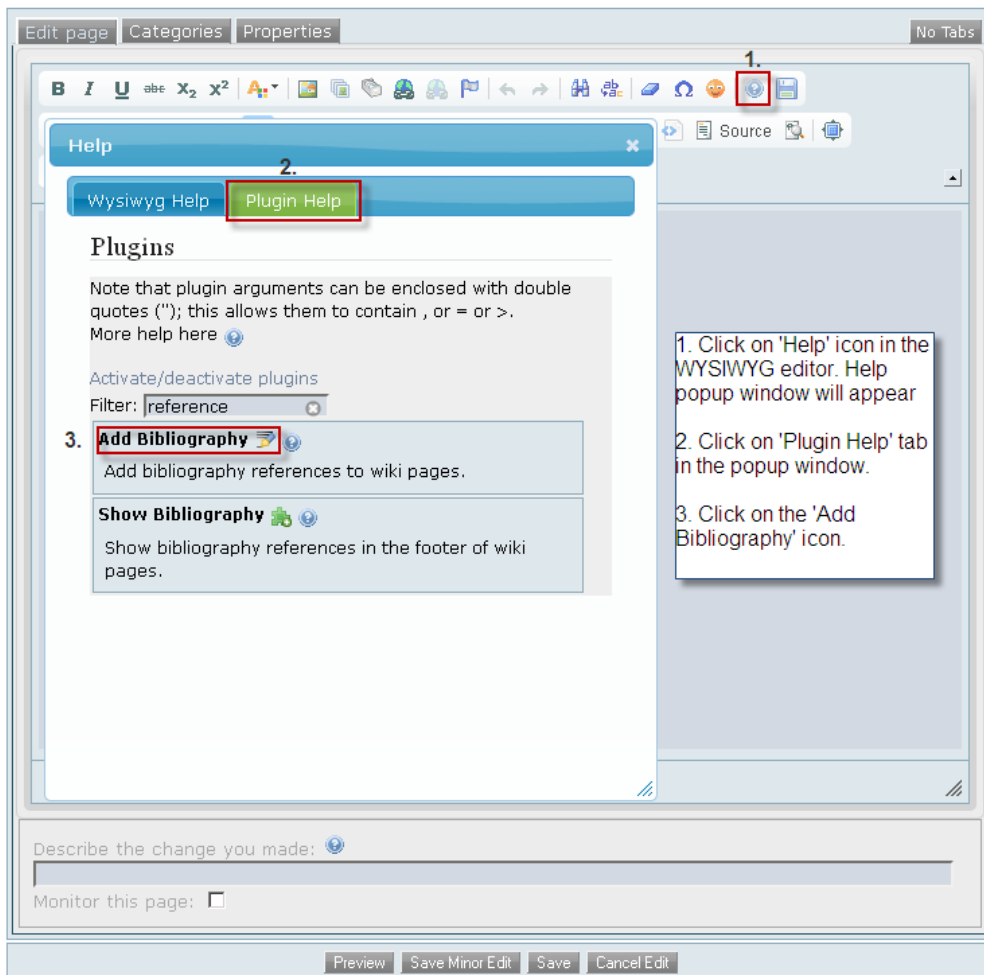 Edit page Categories Properties No Tabs
1.
B I U abc X₂ X² A Ω
Source
Help
2.
Wysiwyg Help Plugin Help
Plugins
Note that plugin arguments can be enclosed with double
quotes ("); this allows them to contain , or = or >.
More help here
Activate/deactivate plugins
Filter: reference
3. Add Bibliography
Add bibliography references to wiki pages.
Show Bibliography
Show bibliography references in the footer of wiki
pages.
1. Click on 'Help' icon in the
WYSIWYG editor. Help
popup window will appear
2. Click on 'Plugin Help' tab
in the popup window.
3. Click on the 'Add
Bibliography' icon.
Describe the change you made:
Monitor this page:
Preview Save Minor Edit Save Cancel Edit